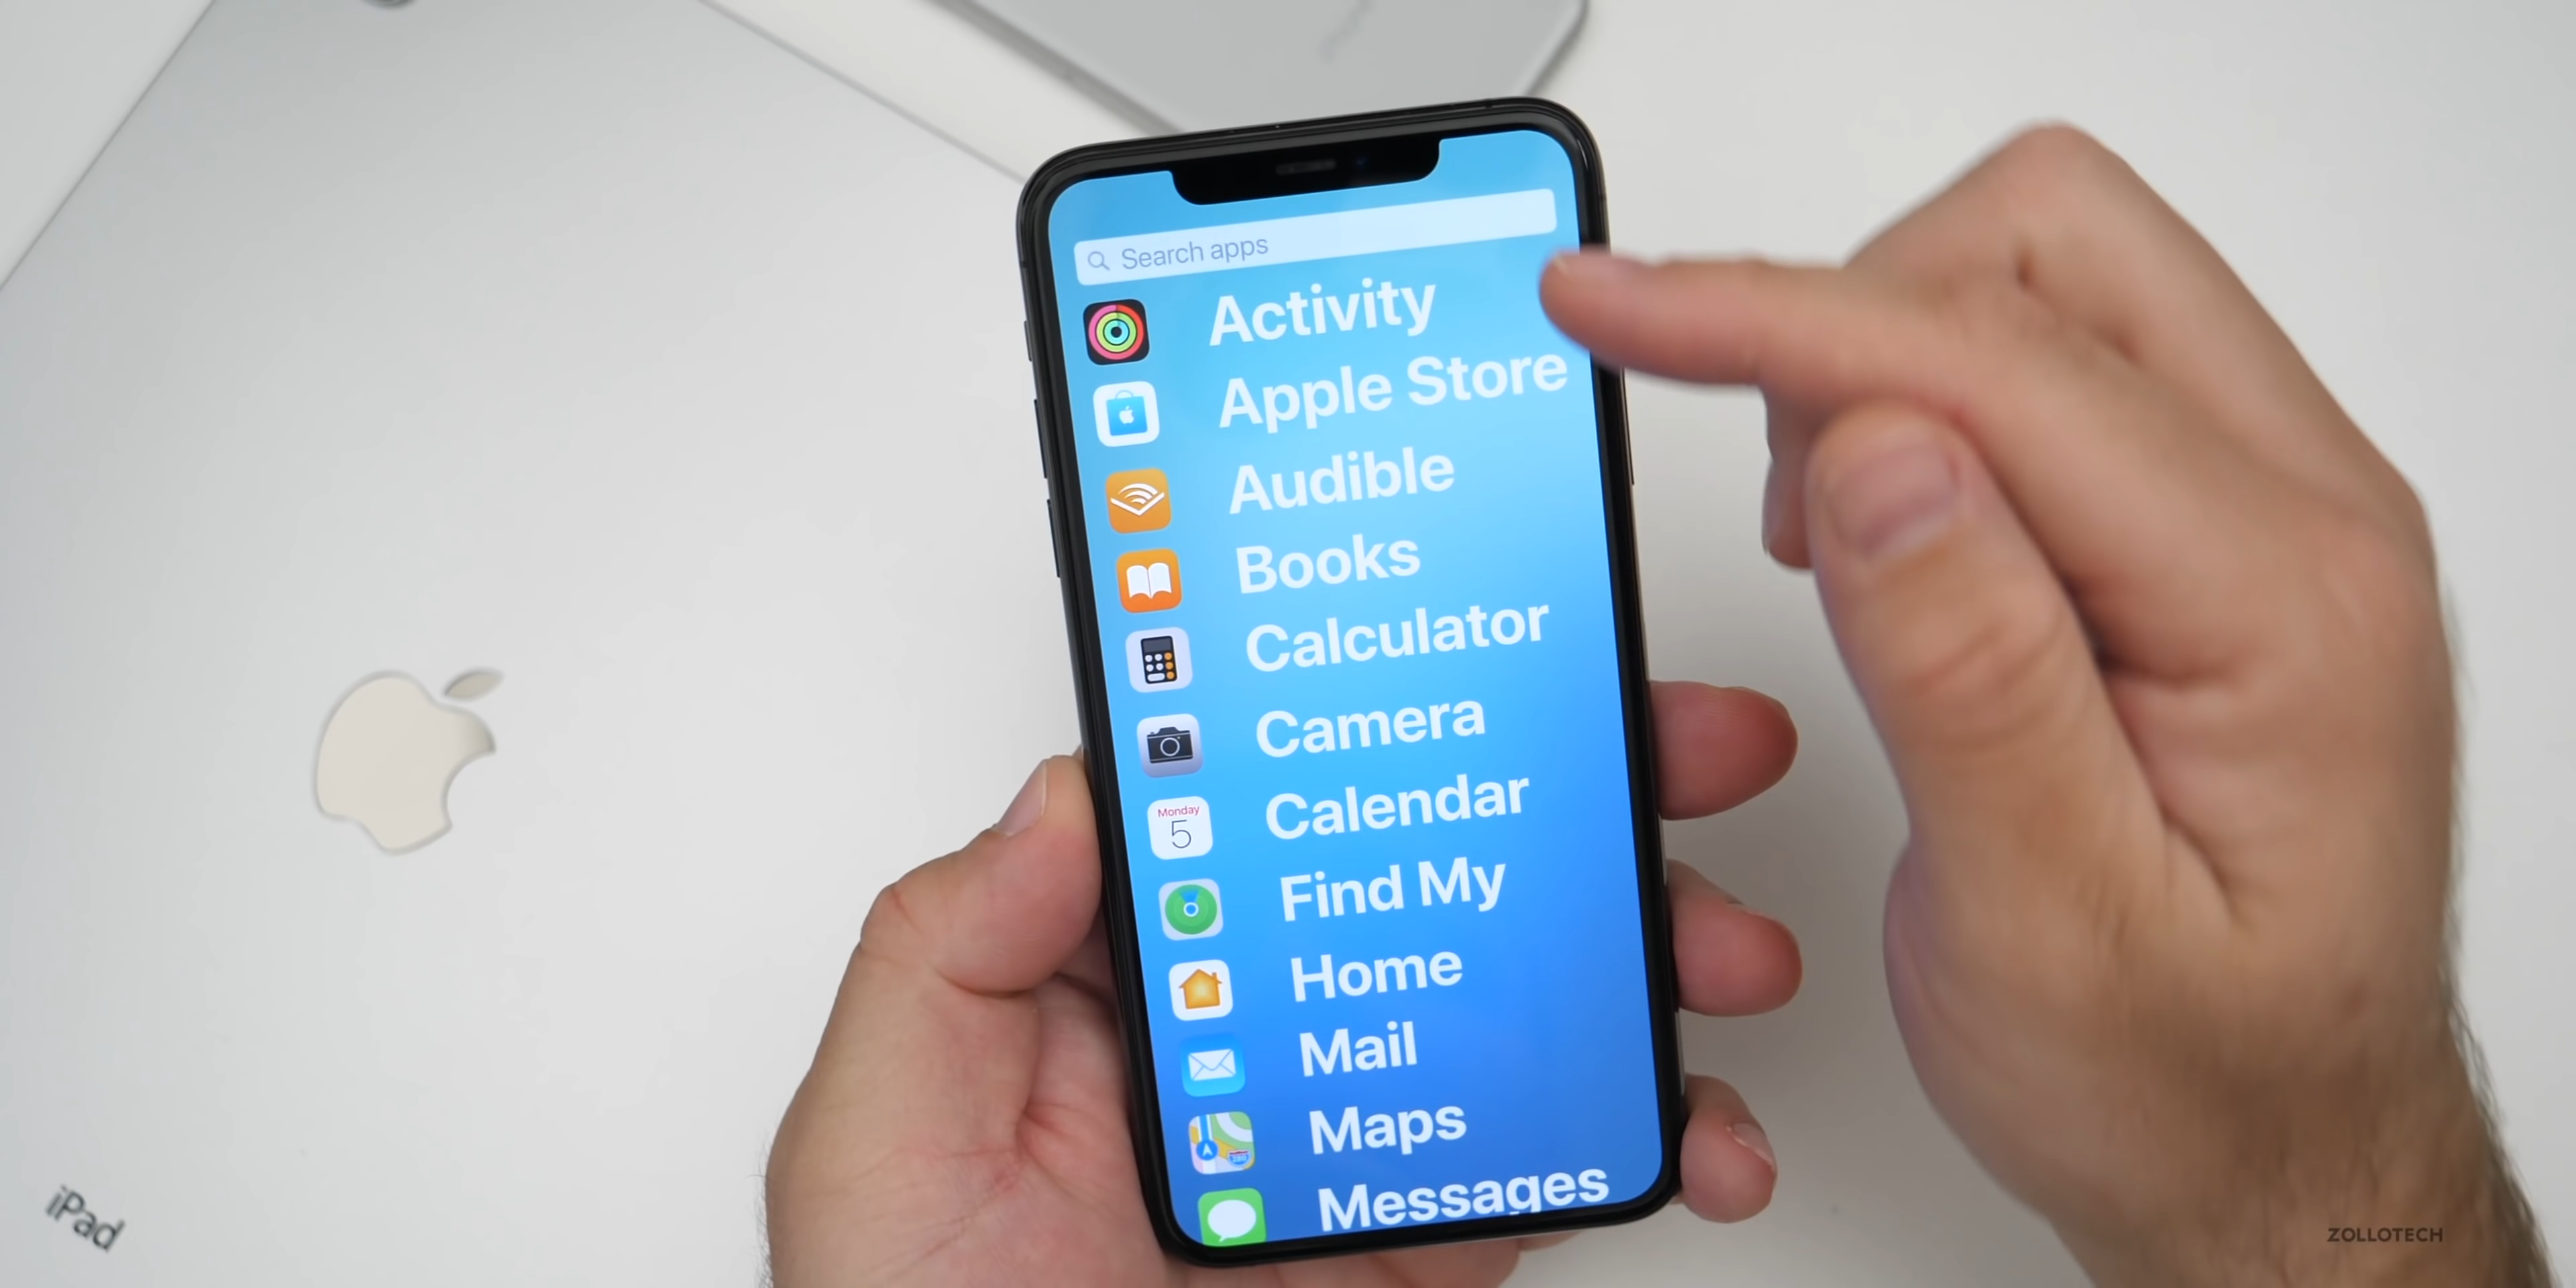 Search apps
Activity
Apple Store
Audible
Books
Calculator
Camera
Monday
5
Calendar
Find My
Home
Mail
Maps
Messages
iPad
ZOLLOTECH